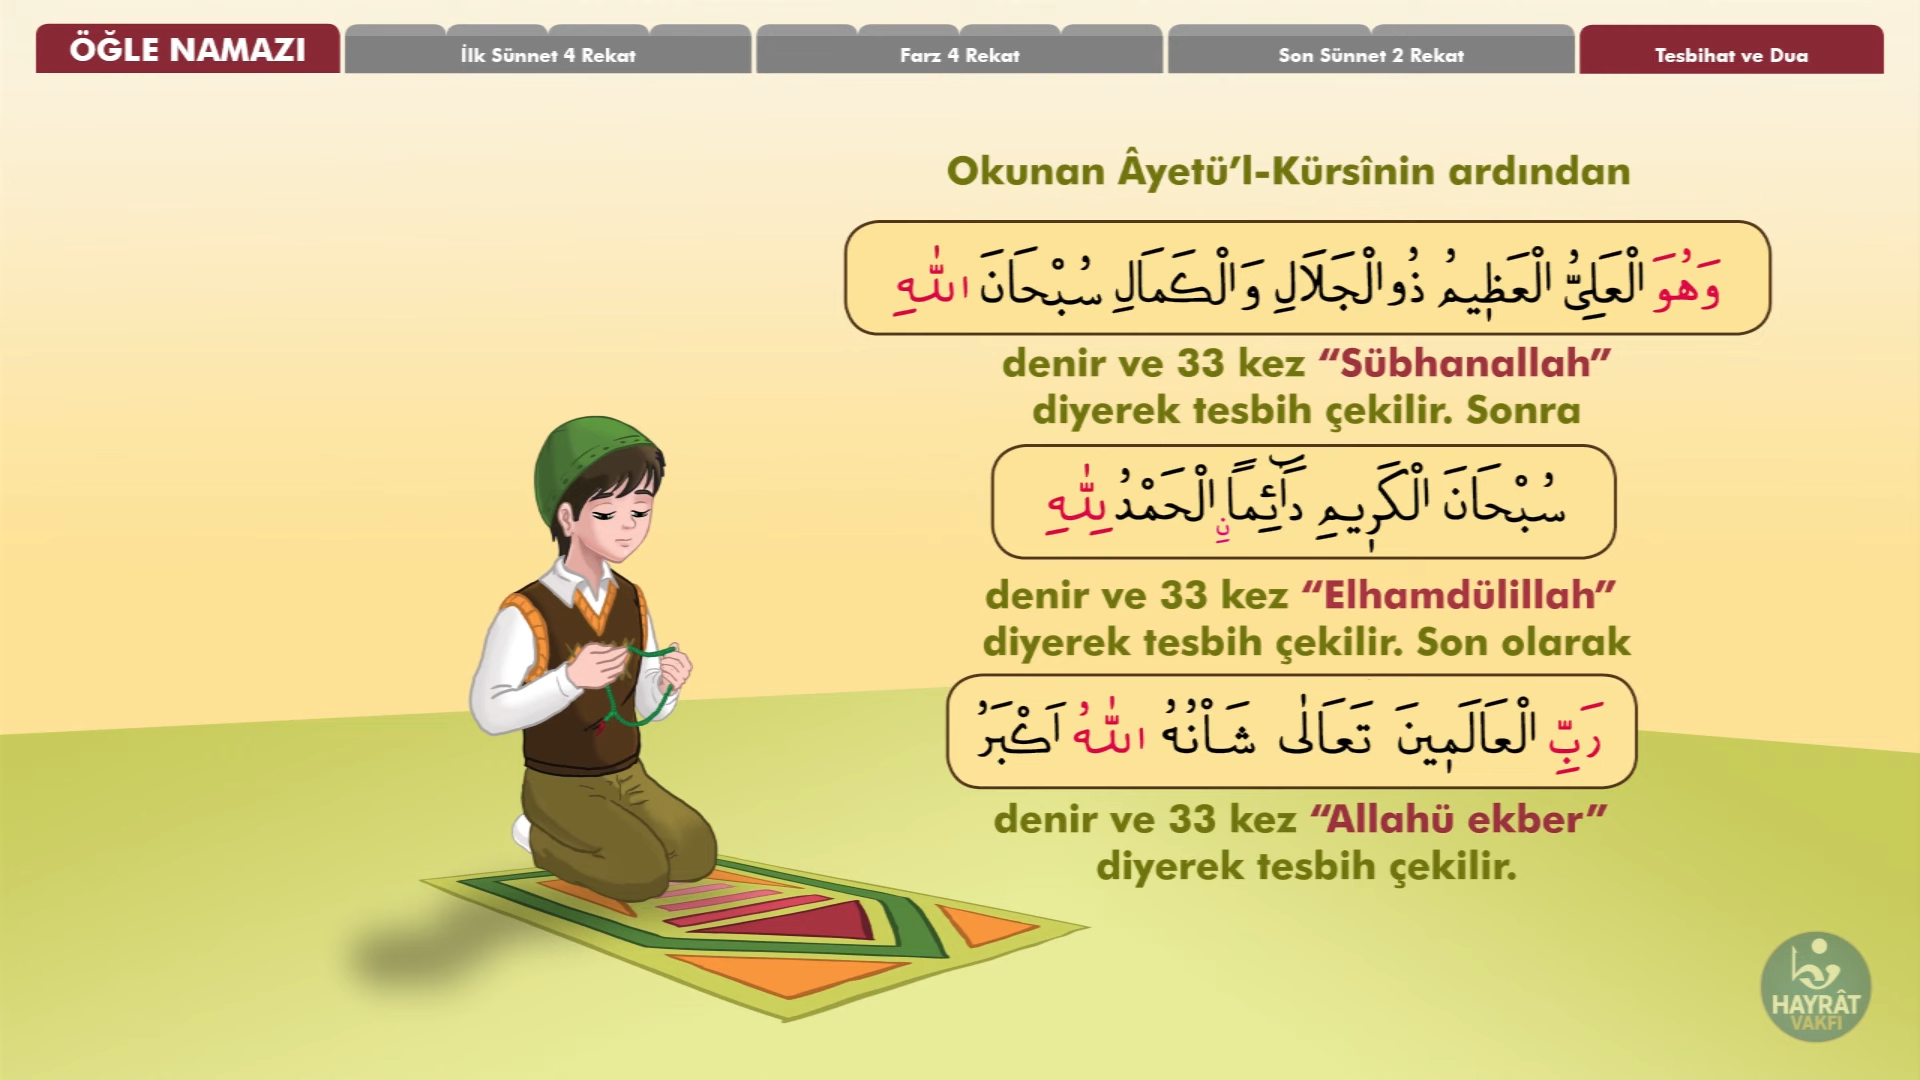 ÖĞLE NAMAZI
İlk Sünnet 4 Rekat
Farz 4 Rekat
Son Sünnet 2 Rekat
Tesbihat ve Dua
Okunan Âyetü’l-Kürsînin ardından
وَهُوَ الْعَلِيُّ الْعَظ۪يمُ ذُو الْجَلَالِ وَالْكَمَالِ سُبْحَانَ اللّٰهِ
denir ve 33 kez “Sübhanallah”
diyerek tesbih çekilir. Sonra
سُبْحَانَ الْكَر۪يمِ دَٓائِمًا نِ الْحَمْدُ لِلّٰهِ
denir ve 33 kez “Elhamdülillah”
diyerek tesbih çekilir. Son olarak
رَبِّ الْعَالَم۪ينَ تَعَالٰى شَاْنُهُ اللّٰهُ اَكْبَرُ
denir ve 33 kez “Allahü ekber”
diyerek tesbih çekilir.
HAYRÂT
VAKFI